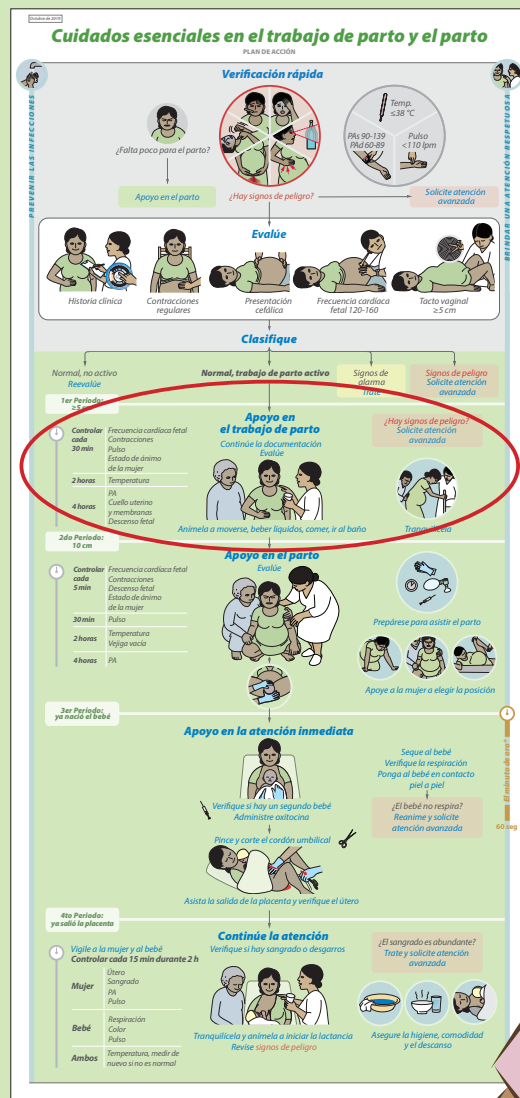 Octubre de 2019
Cuidados esenciales en el trabajo de parto y el parto
PLAN DE ACCIÓN
PREVENIR LAS INFECCIONES
BRINDAR UNA ATENCIÓN RESPETUOSA
Verificación rápida
¿Falta poco para el parto?
Temp.
≤38 °C
PAs 90-139
PAd 60-89
Pulso
<110 lpm
Apoyo en el parto
¿Hay signos de peligro?
Solicite atención
avanzada
Evalúe
Historia clínica
Contracciones
regulares
Presentación
cefálica
Frecuencia cardíaca
fetal 120-160
Tacto vaginal
≥5 cm
Clasifique
Normal, no activo
Reevalúe
Normal, trabajo de parto activo
Signos de
alarma
Trate
Signos de peligro
Solicite atención
avanzada
1er Periodo:
≥5 cm
Controlar
cada
30 min
Frecuencia cardíaca fetal
Contracciones
Pulso
Estado de ánimo
de la mujer
2 horas
Temperatura
4 horas
PA
Cuello uterino
y membranas
Descenso fetal
Apoyo en
el trabajo de parto
Continúe la documentación
Evalúe
Anímela a moverse, beber líquidos, comer, ir al baño
¿Hay signos de peligro?
Solicite atención
avanzada
Tranquilícela
2do Periodo:
10 cm
Controlar
cada
5 min
Frecuencia cardíaca fetal
Contracciones
Descenso fetal
Estado de ánimo
de la mujer
30 min
Pulso
2 horas
Temperatura
Vejiga vacía
4 horas
PA
Apoyo en el parto
Evalúe
Prepárese para asistir el parto
Apoye a la mujer a elegir la posición
3er Periodo:
ya nació el bebé
Apoyo en la atención inmediata
Verifique si hay un segundo bebé
Administre oxitocina
Pince y corte el cordón umbilical
Asista la salida de la placenta y verifique el útero
Seque al bebé
Verifique la respiración
Ponga al bebé en contacto
piel a piel
¿El bebé no respira?
Reanime y solicite
atención avanzada
El minuto de oro®
60 seg
4to Periodo:
ya salió la placenta
Vigile a la mujer y al bebé
Controlar cada 15 min durante 2 h
Mujer
Útero
Sangrado
PA
Pulso
Bebé
Respiración
Color
Pulso
Ambos
Temperatura, medir de
nuevo si no es normal
Continúe la atención
Verifique si hay sangrado o desgarros
Tranquilícela y anímela a iniciar la lactancia
Revise signos de peligro
¿El sangrado es abundante?
Trate y solicite atención
avanzada
Asegure la higiene, comodidad
y el descanso